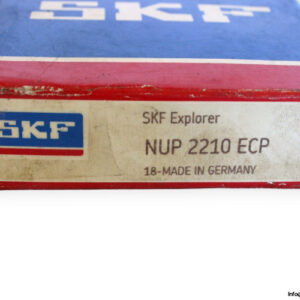 SKF
SKF
SKF Explorer
NUP 2210 ECP
18-MADE IN GERMANY